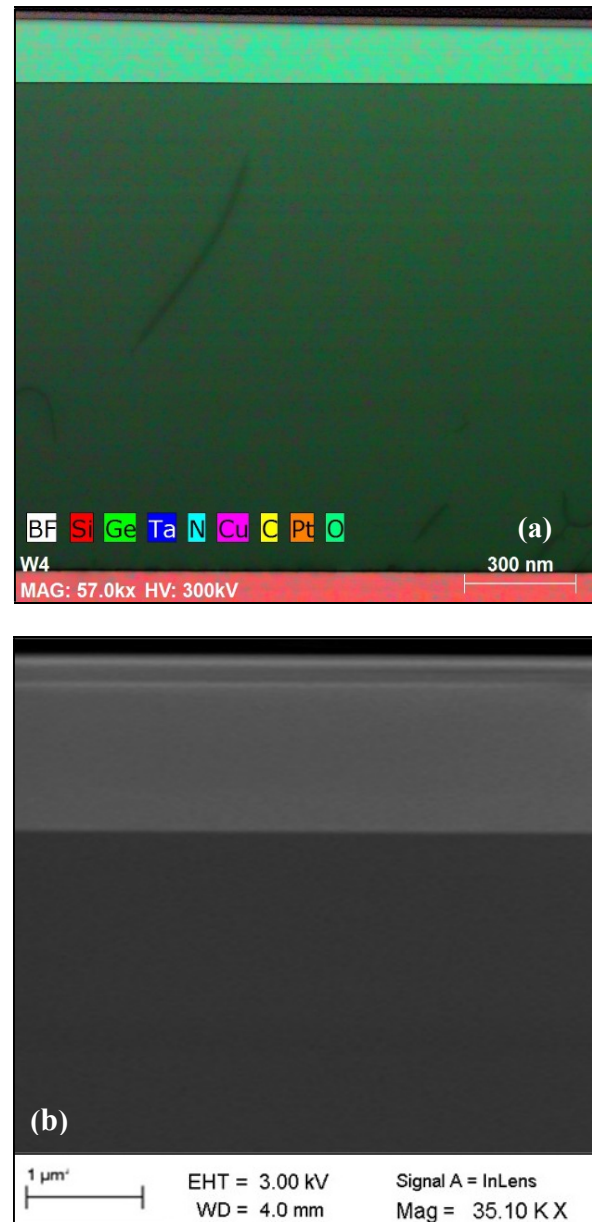 BF Si Ge Ta N Cu C Pt O
(a)
W4
300 nm
MAG: 57.0kx HV: 300kV
(b)
1 µm
EHT = 3.00 kV
Signal A = InLens
WD = 4.0 mm
Mag = 35.10 K X